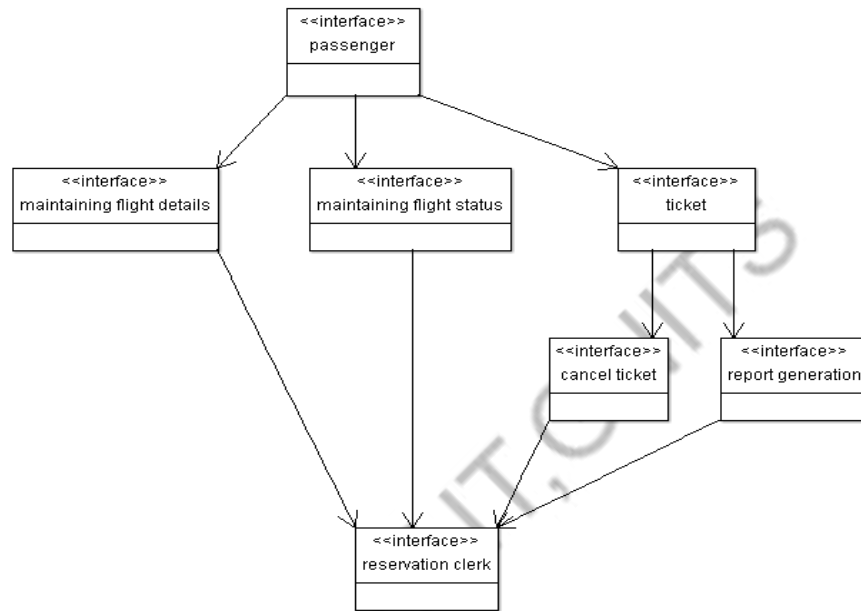 <<interface>>
passenger
<<interface>>
maintaining flight details
<<interface>>
maintaining flight status
<<interface>>
ticket
<<interface>>
cancel ticket
<<interface>>
report generation
<<interface>>
reservation clerk